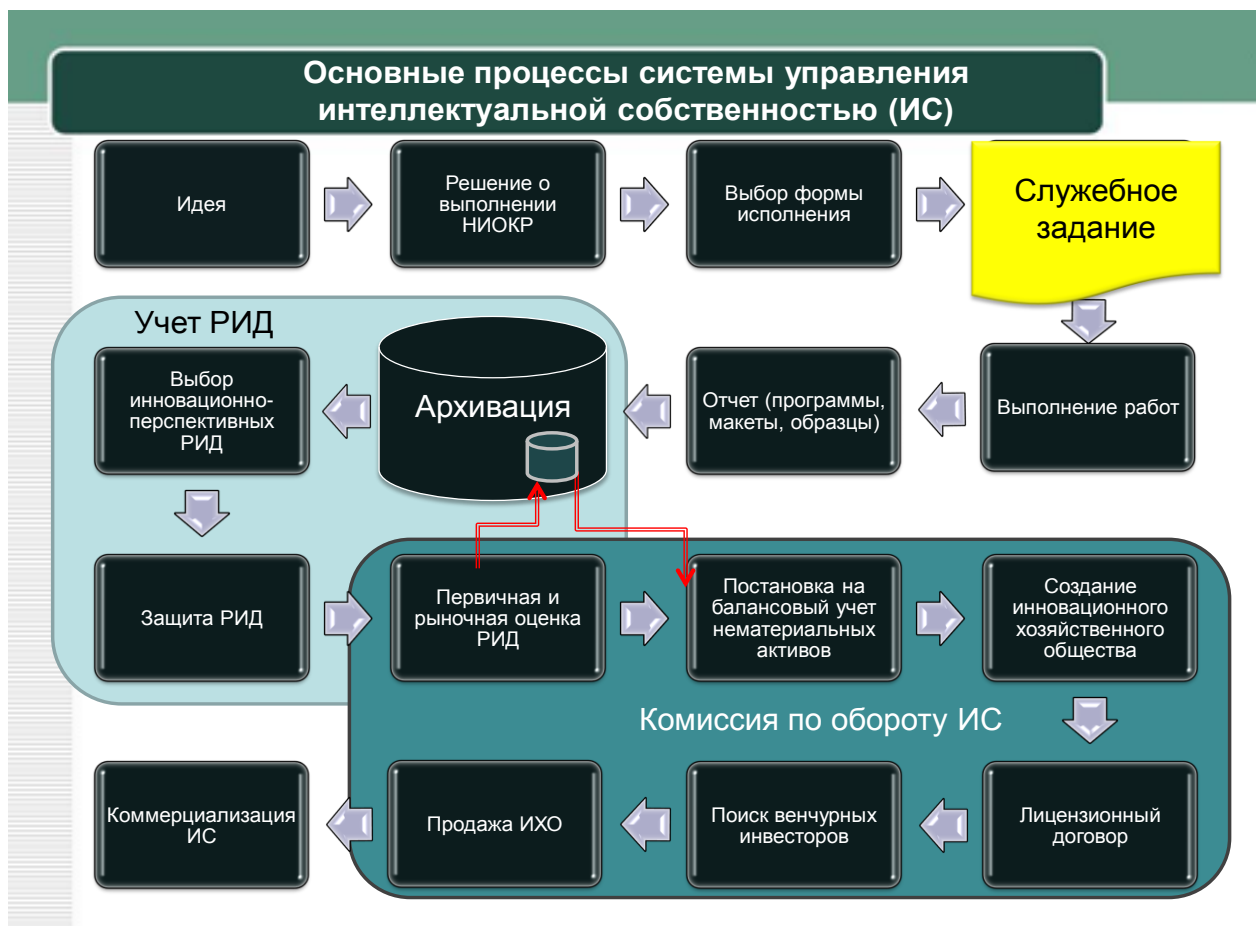 Основные процессы системы управления
интеллектуальной собственностью (ИС)
Идея
Решение о
выполнении
НИОКР
Выбор формы
исполнения
Служебное
задание
Учет РИД
Выбор
инновационно-
перспективных
РИД
Архивация
Отчет (программы,
макеты, образцы)
Выполнение работ
Защита РИД
Первичная и
рыночная оценка
РИД
Постановка на
балансовый учет
нематериальных
активов
Создание
инновационного
хозяйственного
общества
Комиссия по обороту ИС
Коммерциализация
ИС
Продажа ИХО
Поиск венчурных
инвесторов
Лицензионный
договор